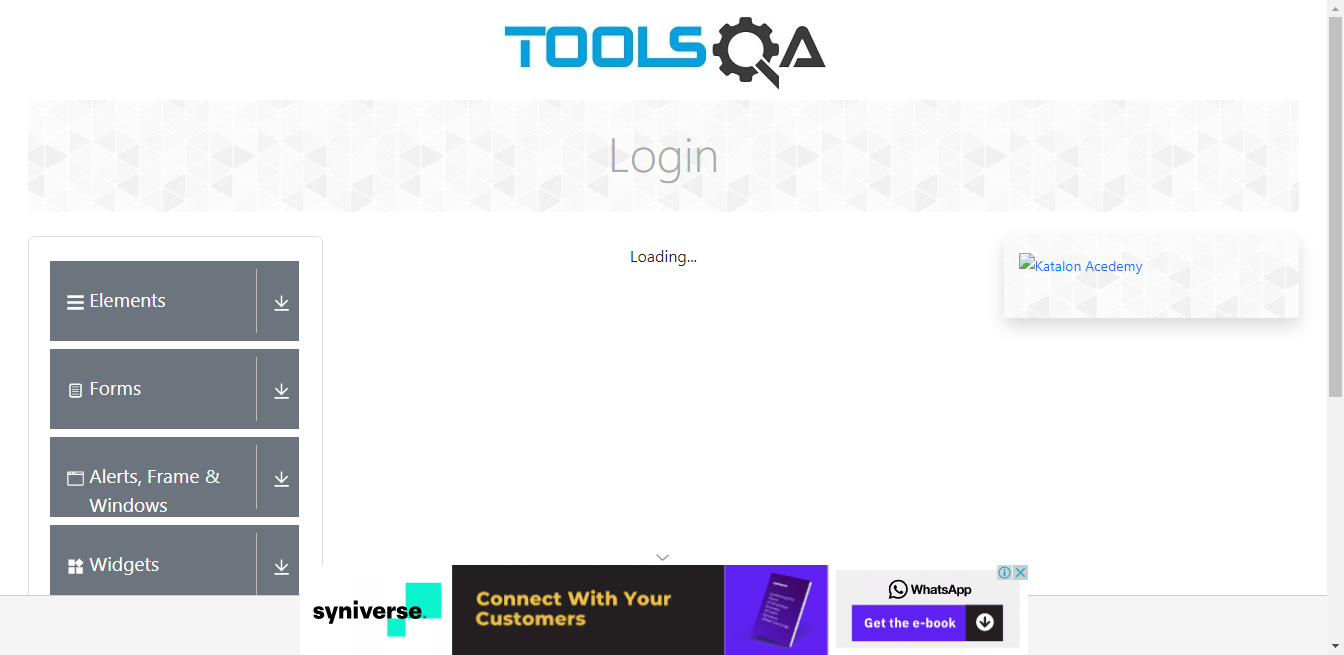 TOOLSQA
Login
Elements
Forms
Alerts, Frame &
Windows
Widgets
Loading...
Katalon Acedemy
syniverse.
Connect With Your
Customers
WhatsApp
Get the e-book